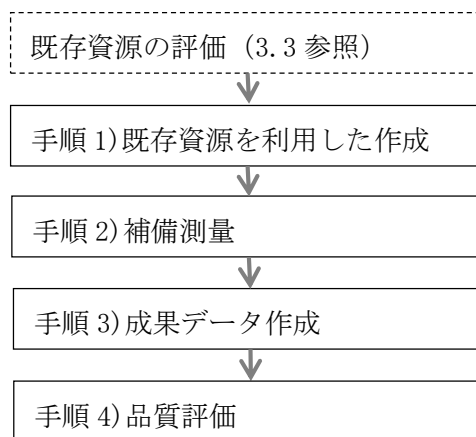 既存資源の評価（3.3 参照）
手順 1)既存資源を利用した作成
手順 2)補備測量
手順 3)成果データ作成
手順 4)品質評価